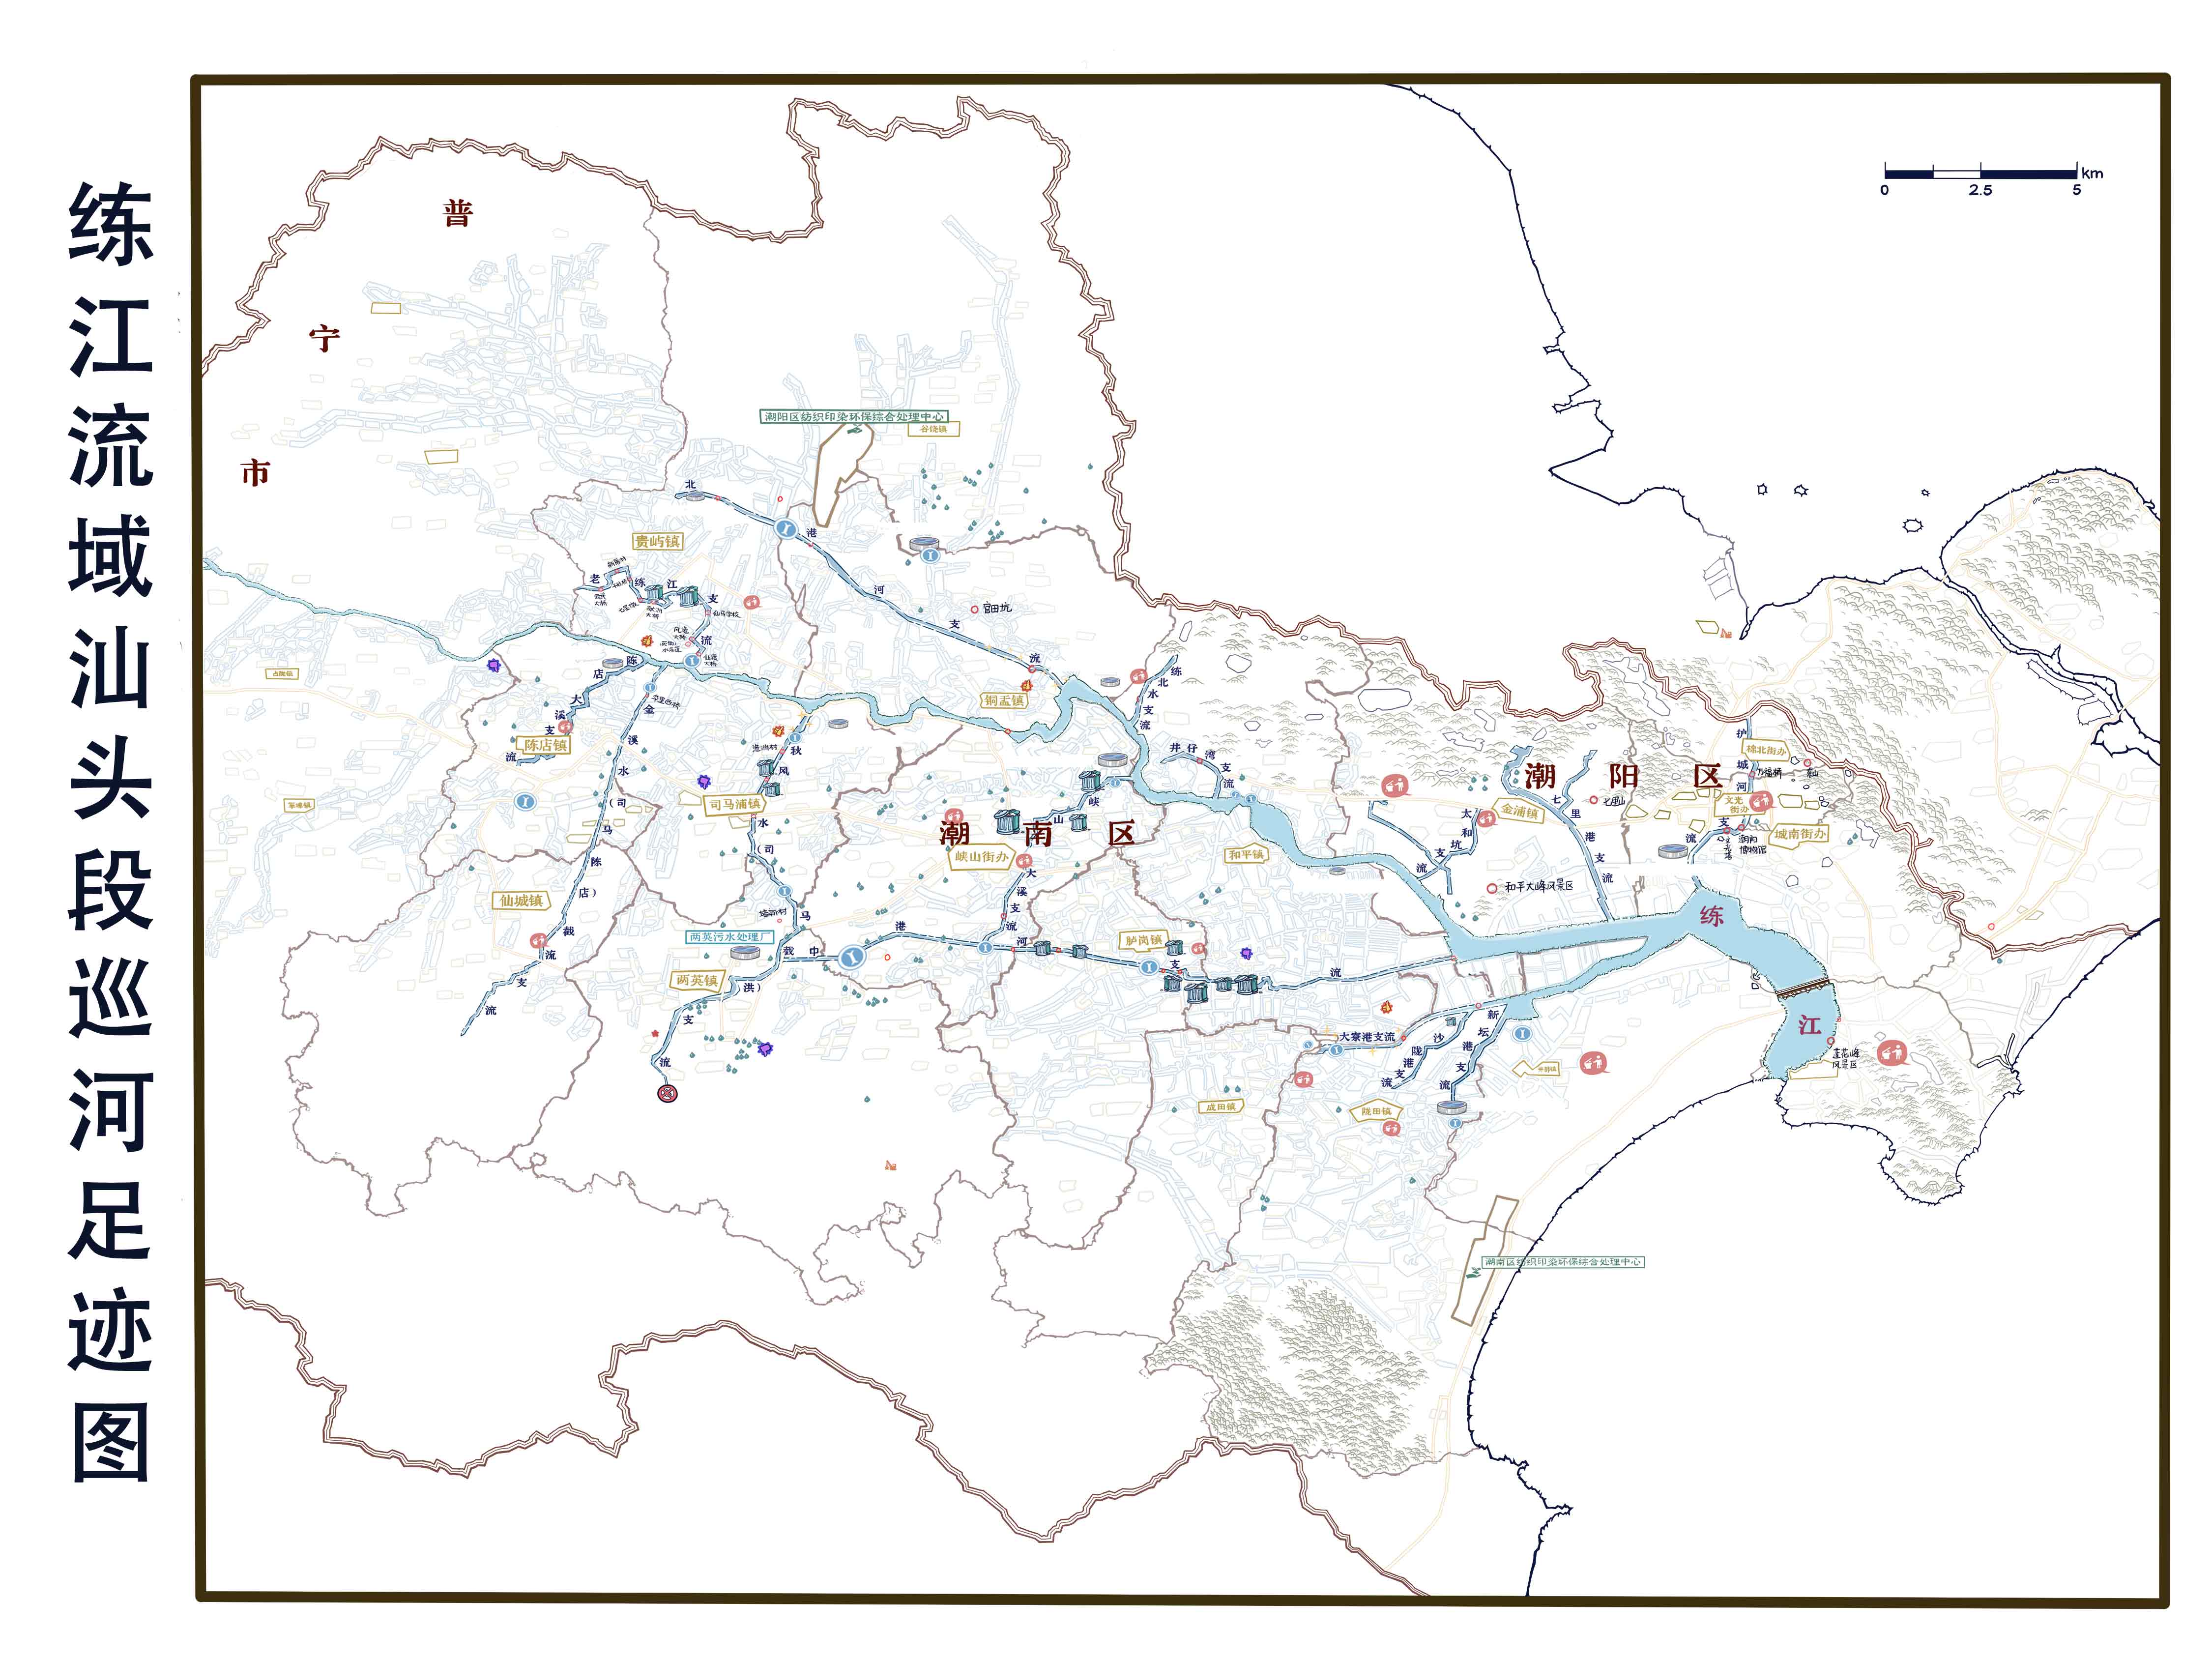 练江流域汕头段巡河足迹图
km
0 2.5 5
普宁市
潮阳区纺织印染环保综合处理中心
谷饶镇
北港河支流
贵屿镇
老练江支流
仙马学校
宫田坑
占陇镇
陈店大溪支流
陈店镇
铜盂镇
练北水支流
井仔湾支流
金溪水(司马陈店)截流支流
秋风水(司马截洪)支流
司马浦镇
潮南区
峡山街办
峡山大溪支流
和平镇
太和坑支流
金浦镇
潮阳区
七里港支流
护城河支流
棉北街办
文光街办
城南街办
和平大峰风景区
仙城镇
两英污水处理厂
两英镇
中港河支流
胪岗镇
练江
大寮港支流
沙陇港支流
新坛港支流
莲花峰风景区
成田镇
陇田镇
潮南区纺织印染环保综合处理中心